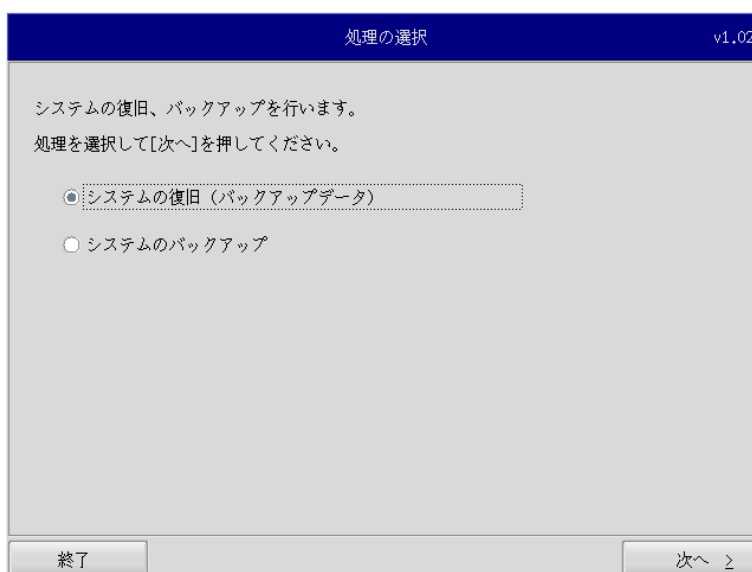 処理の選択
v1.02
システムの復旧、バックアップを行います。
処理を選択して[次へ]を押してください。
システムの復旧（バックアップデータ）
システムのバックアップ
終了
次へ ＞